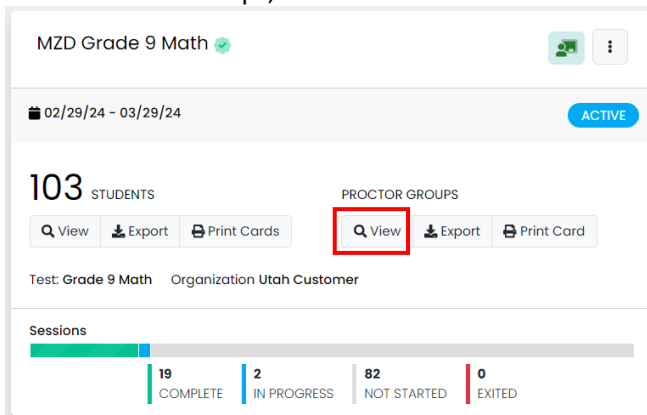 MZD Grade 9 Math
02/29/24 - 03/29/24
ACTIVE
103 STUDENTS
PROCTOR GROUPS
View Export Print Cards
View Export Print Card
Test: Grade 9 Math Organization Utah Customer
Sessions
19 2 82 0
COMPLETE IN PROGRESS NOT STARTED EXITED